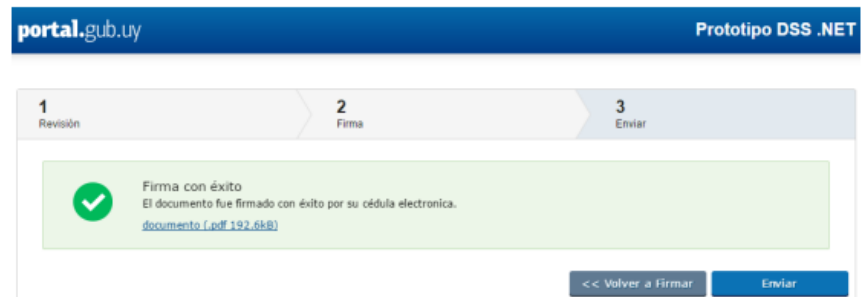 portal.gub.uy
Prototipo DSS .NET
1
Revisión
2
Firma
3
Enviar
Firma con éxito
El documento fue firmado con éxito por su cédula electronica.
documento (.pdf 192.6kB)
<< Volver a Firmar
Enviar